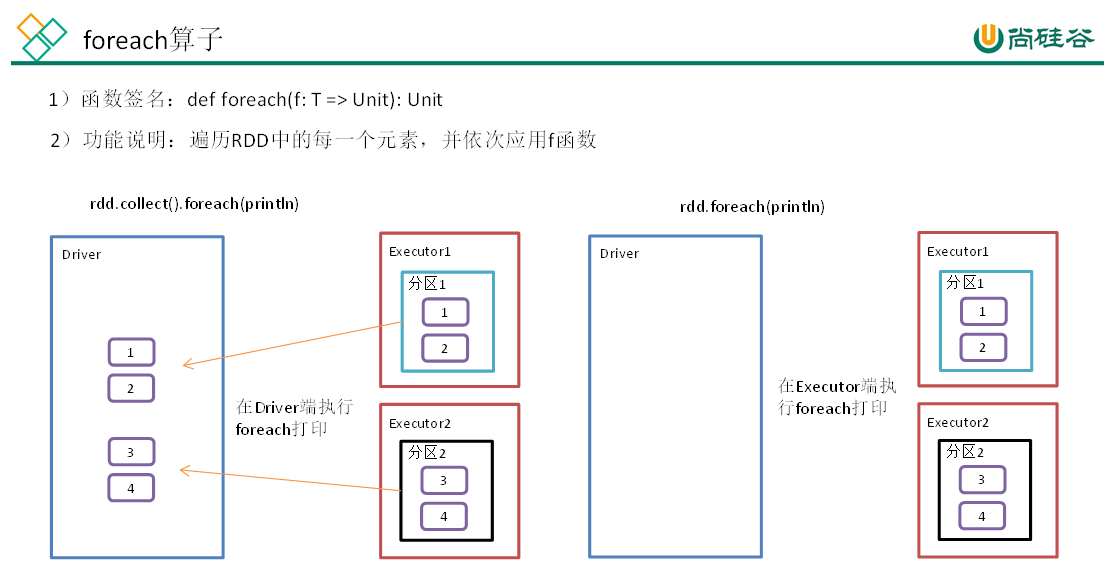 foreach算子
尚硅谷
1）函数签名：def foreach(f: T => Unit): Unit
2）功能说明：遍历RDD中的每一个元素，并依次应用f函数
rdd.collect().foreach(println)
Driver
1
2
3
4
在Driver端执行
foreach打印
Executor1
分区1
1
2
Executor2
分区2
3
4
rdd.foreach(println)
Driver
在Executor端执
行foreach打印
Executor1
分区1
1
2
Executor2
分区2
3
4